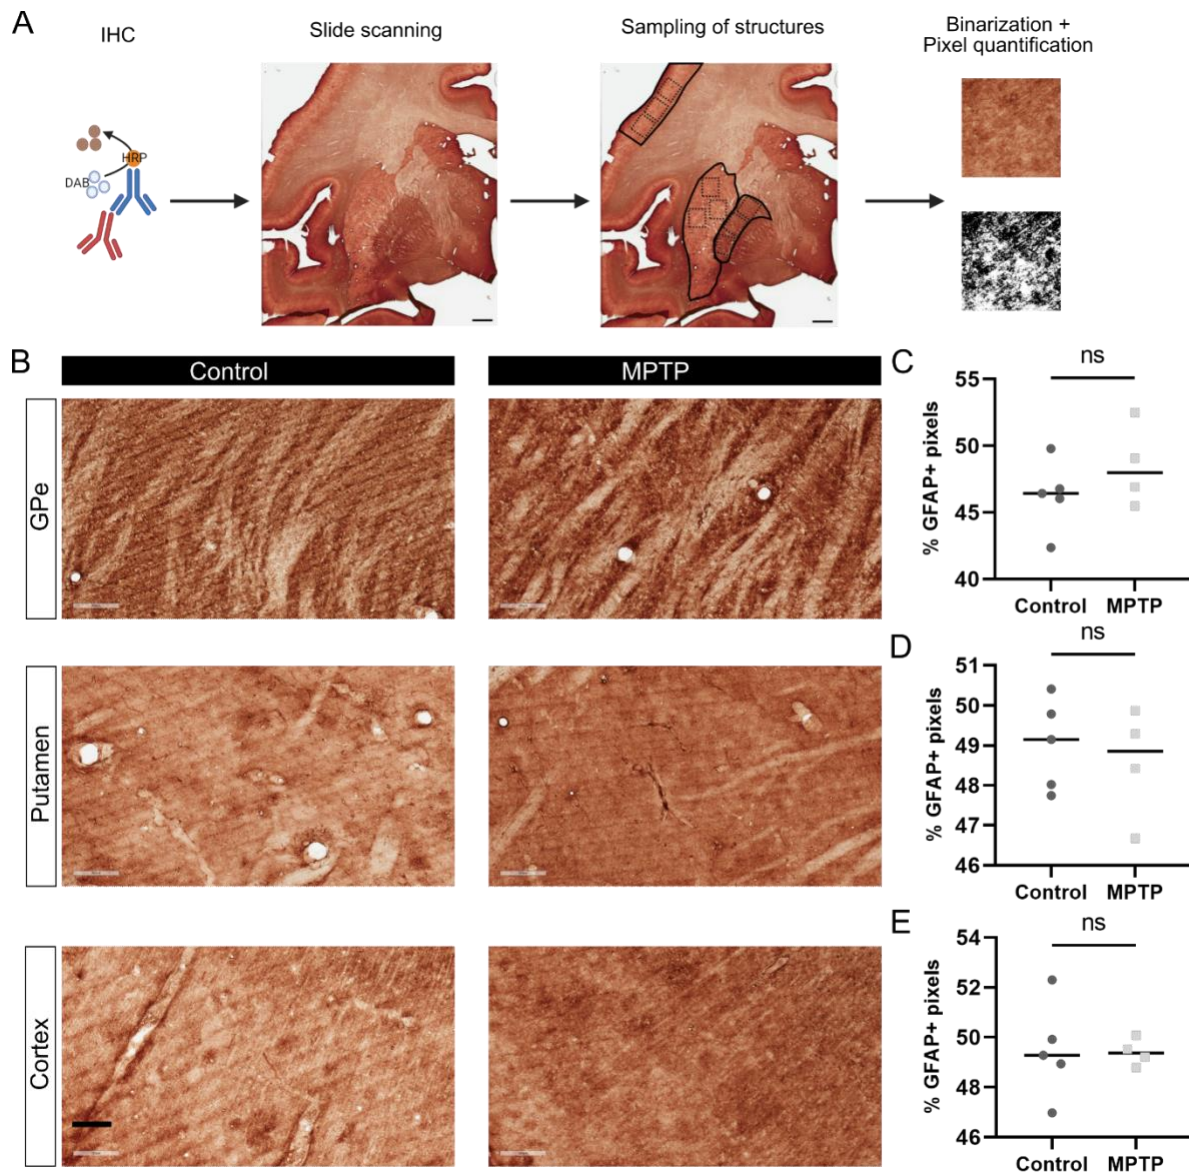 A
IHC
Slide scanning
Sampling of structures
Binarization +
Pixel quantification
HRP
DAB
B
Control
MPTP
GPe
Putamen
Cortex
C
ns
% GFAP+ pixels
55
50
45
40
Control
MPTP
D
ns
% GFAP+ pixels
51
50
49
48
47
46
Control
MPTP
E
ns
% GFAP+ pixels
54
52
50
48
46
Control
MPTP